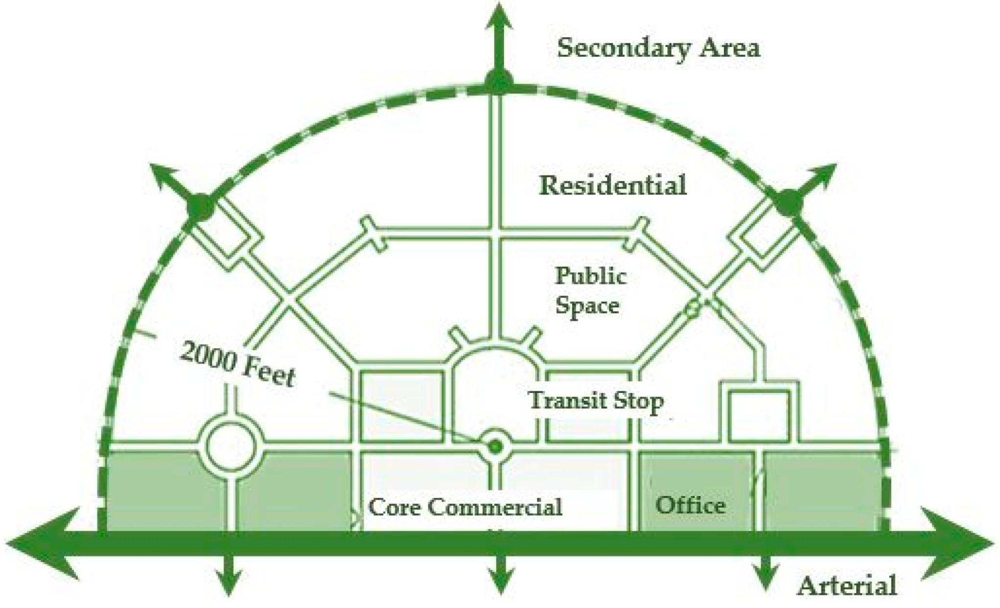 Secondary Area
Residential
Public
Space
2000 Feet
Transit Stop
Core Commercial
Office
Arterial